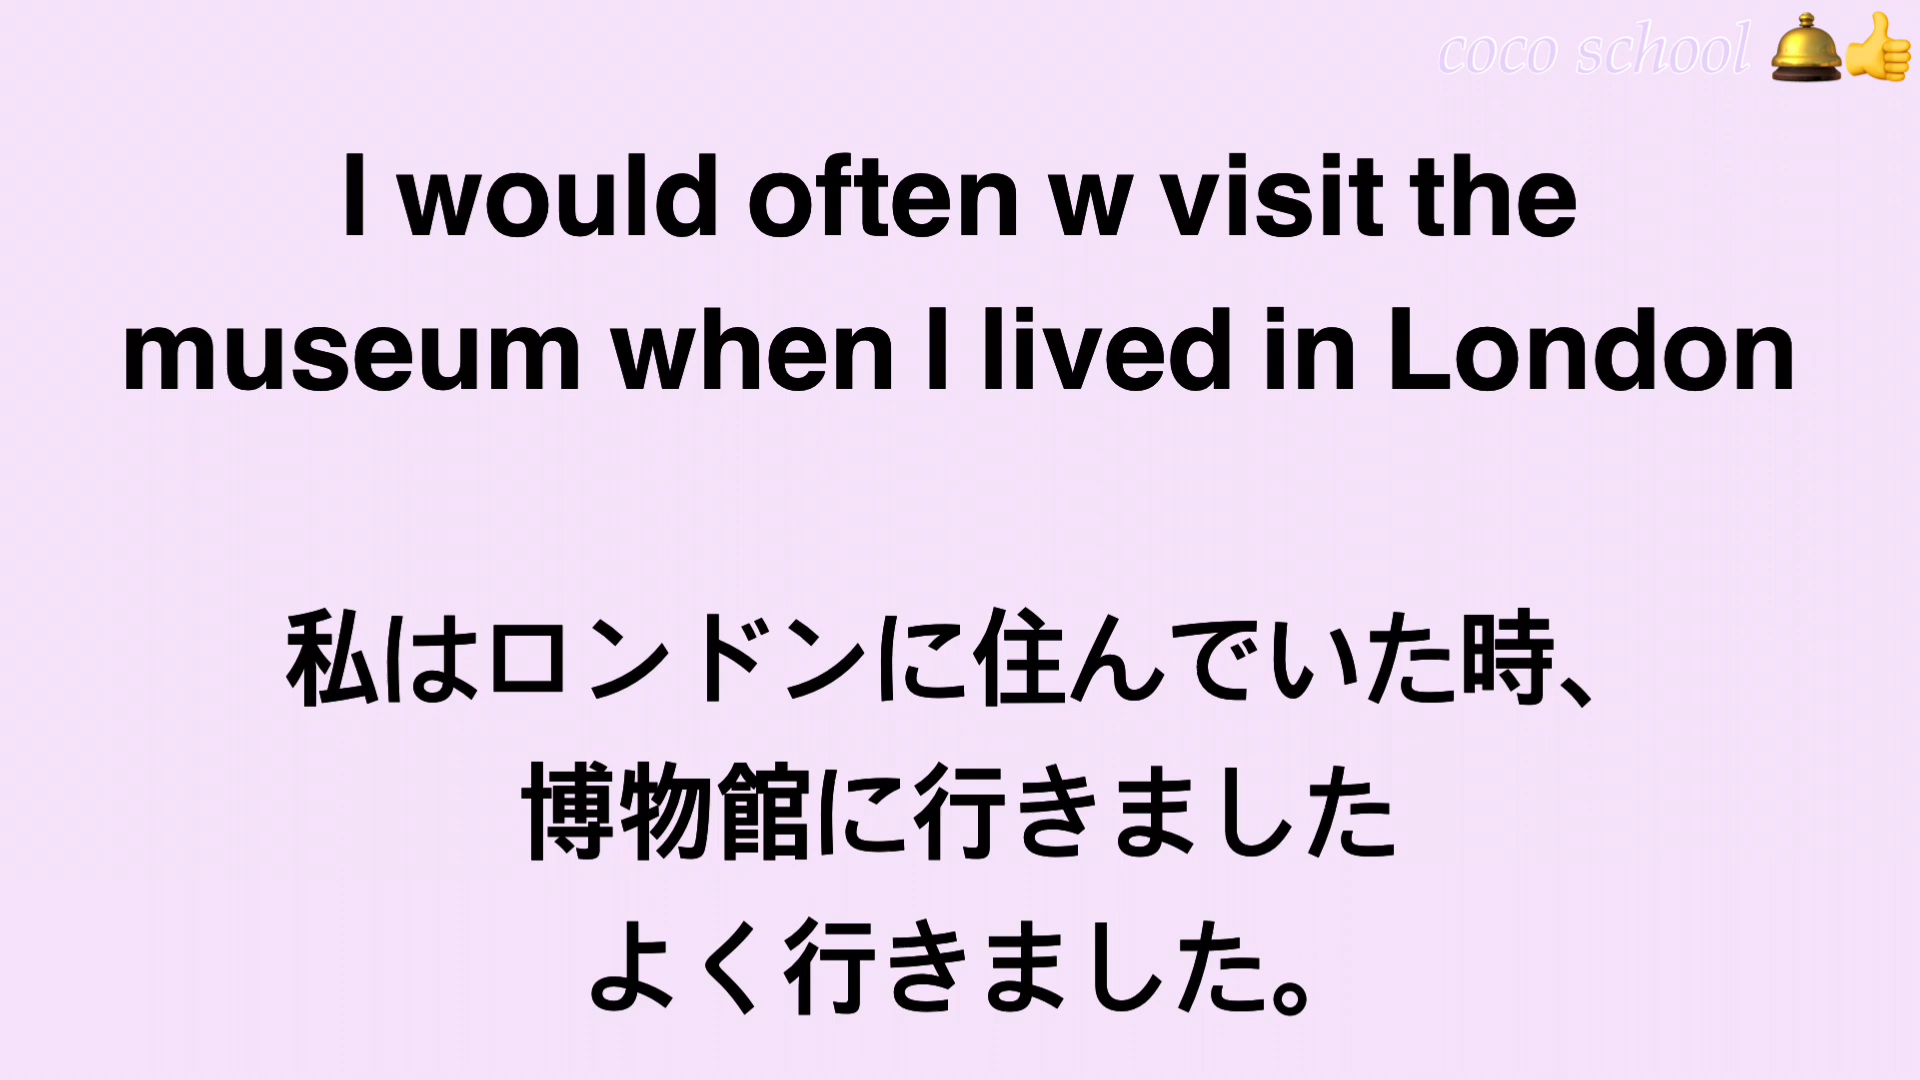 coco school
I would often w visit the
museum when I lived in London
私はロンドンに住んでいた時、
博物館に行きました
よく行きました。